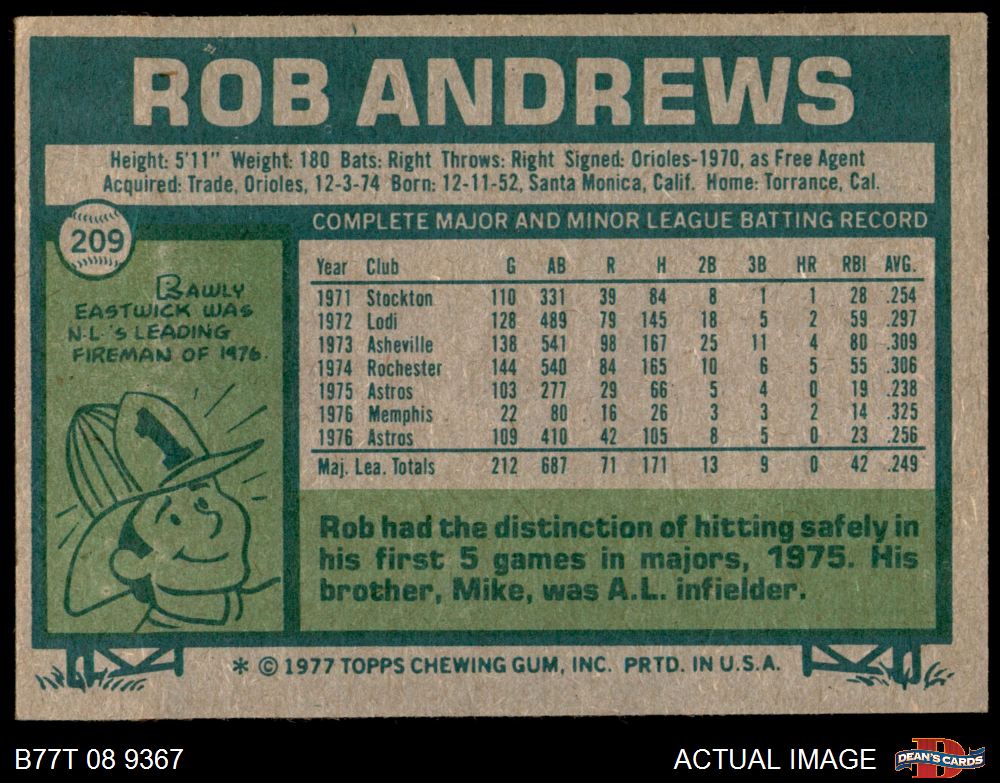 ROB ANDREWS
Height: 5'11" Weight: 180 Bats: Right Throws: Right Signed: Orioles-1970, as Free Agent
Acquired: Trade, Orioles, 12-3-74 Born: 12-11-52, Santa Monica, Calif. Home: Torrance, Cal.
209
COMPLETE MAJOR AND MINOR LEAGUE BATTING RECORD
RAWLY
EASTWICK WAS
N.L.'S LEADING
FIREMAN OF 1976.
1
Year Club G AB R H 2B 3B HR RBI AVG.
1971 Stockton 110 331 39 84 8 1 1 28 .254
1972 Lodi 128 489 79 145 18 5 2 59 .297
1973 Asheville 138 541 98 167 25 11 4 80 .309
1974 Rochester 144 540 84 165 10 6 5 55 .306
1975 Astros 103 277 29 66 5 4 0 19 .238
1976 Memphis 22 80 16 26 3 3 2 14 .325
1976 Astros 109 410 42 105 8 5 0 23 .256
Maj. Lea. Totals 212 687 71 171 13 9 0 42 .249
Rob had the distinction of hitting safely in
his first 5 games in majors, 1975. His
brother, Mike, was A.L. infielder.
* © 1977 TOPPS CHEWING GUM, INC. PRTD. IN U.S.A.
B77T 08 9367
ACTUAL IMAGE
D
DEAN'S CARDS